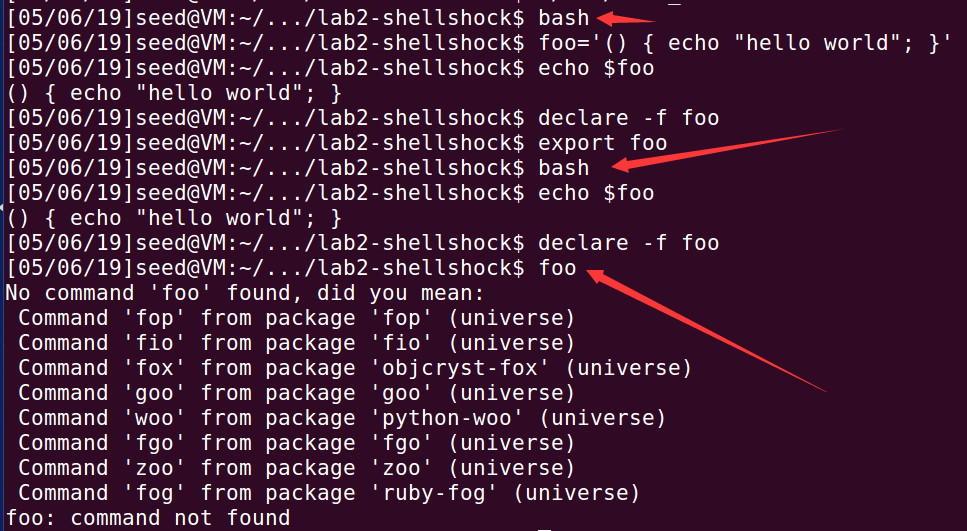 [05/06/19]seed@VM:~/.../lab2-shellshock$ bash
[05/06/19]seed@VM:~/.../lab2-shellshock$ foo='() { echo "hello world"; }'
[05/06/19]seed@VM:~/.../lab2-shellshock$ echo $foo
() { echo "hello world"; }
[05/06/19]seed@VM:~/.../lab2-shellshock$ declare -f foo
[05/06/19]seed@VM:~/.../lab2-shellshock$ export foo
[05/06/19]seed@VM:~/.../lab2-shellshock$ bash
[05/06/19]seed@VM:~/.../lab2-shellshock$ echo $foo
() { echo "hello world"; }
[05/06/19]seed@VM:~/.../lab2-shellshock$ declare -f foo
[05/06/19]seed@VM:~/.../lab2-shellshock$ foo
No command 'foo' found, did you mean:
 Command 'fop' from package 'fop' (universe)
 Command 'fio' from package 'fio' (universe)
 Command 'fox' from package 'objcryst-fox' (universe)
 Command 'goo' from package 'goo' (universe)
 Command 'woo' from package 'python-woo' (universe)
 Command 'fgo' from package 'fgo' (universe)
 Command 'zoo' from package 'zoo' (universe)
 Command 'fog' from package 'ruby-fog' (universe)
foo: command not found